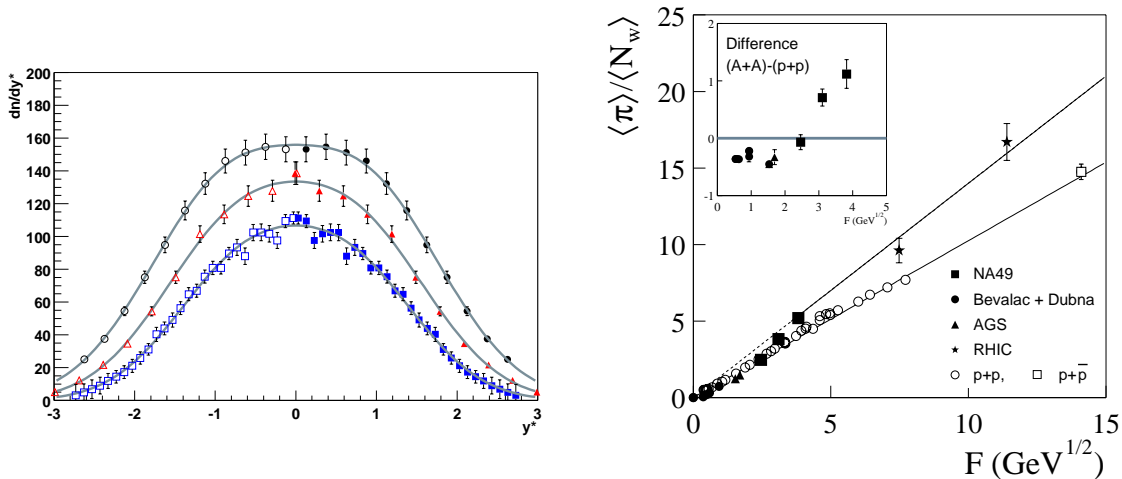 dn/dy*
200
180
160
140
120
100
80
60
40
20
0
-3 -2 -1 0 1 2 3
y*
⟨π⟩/⟨N_w⟩
25
20
15
10
5
0
0 5 10 15
F (GeV^{1/2})
2
1
0
-1
Difference
(A+A)-(p+p)
0 1 2 3 4 5
F (GeV^{1/2})
NA49
Bevalac + Dubna
AGS
RHIC
p+p, p+p̅